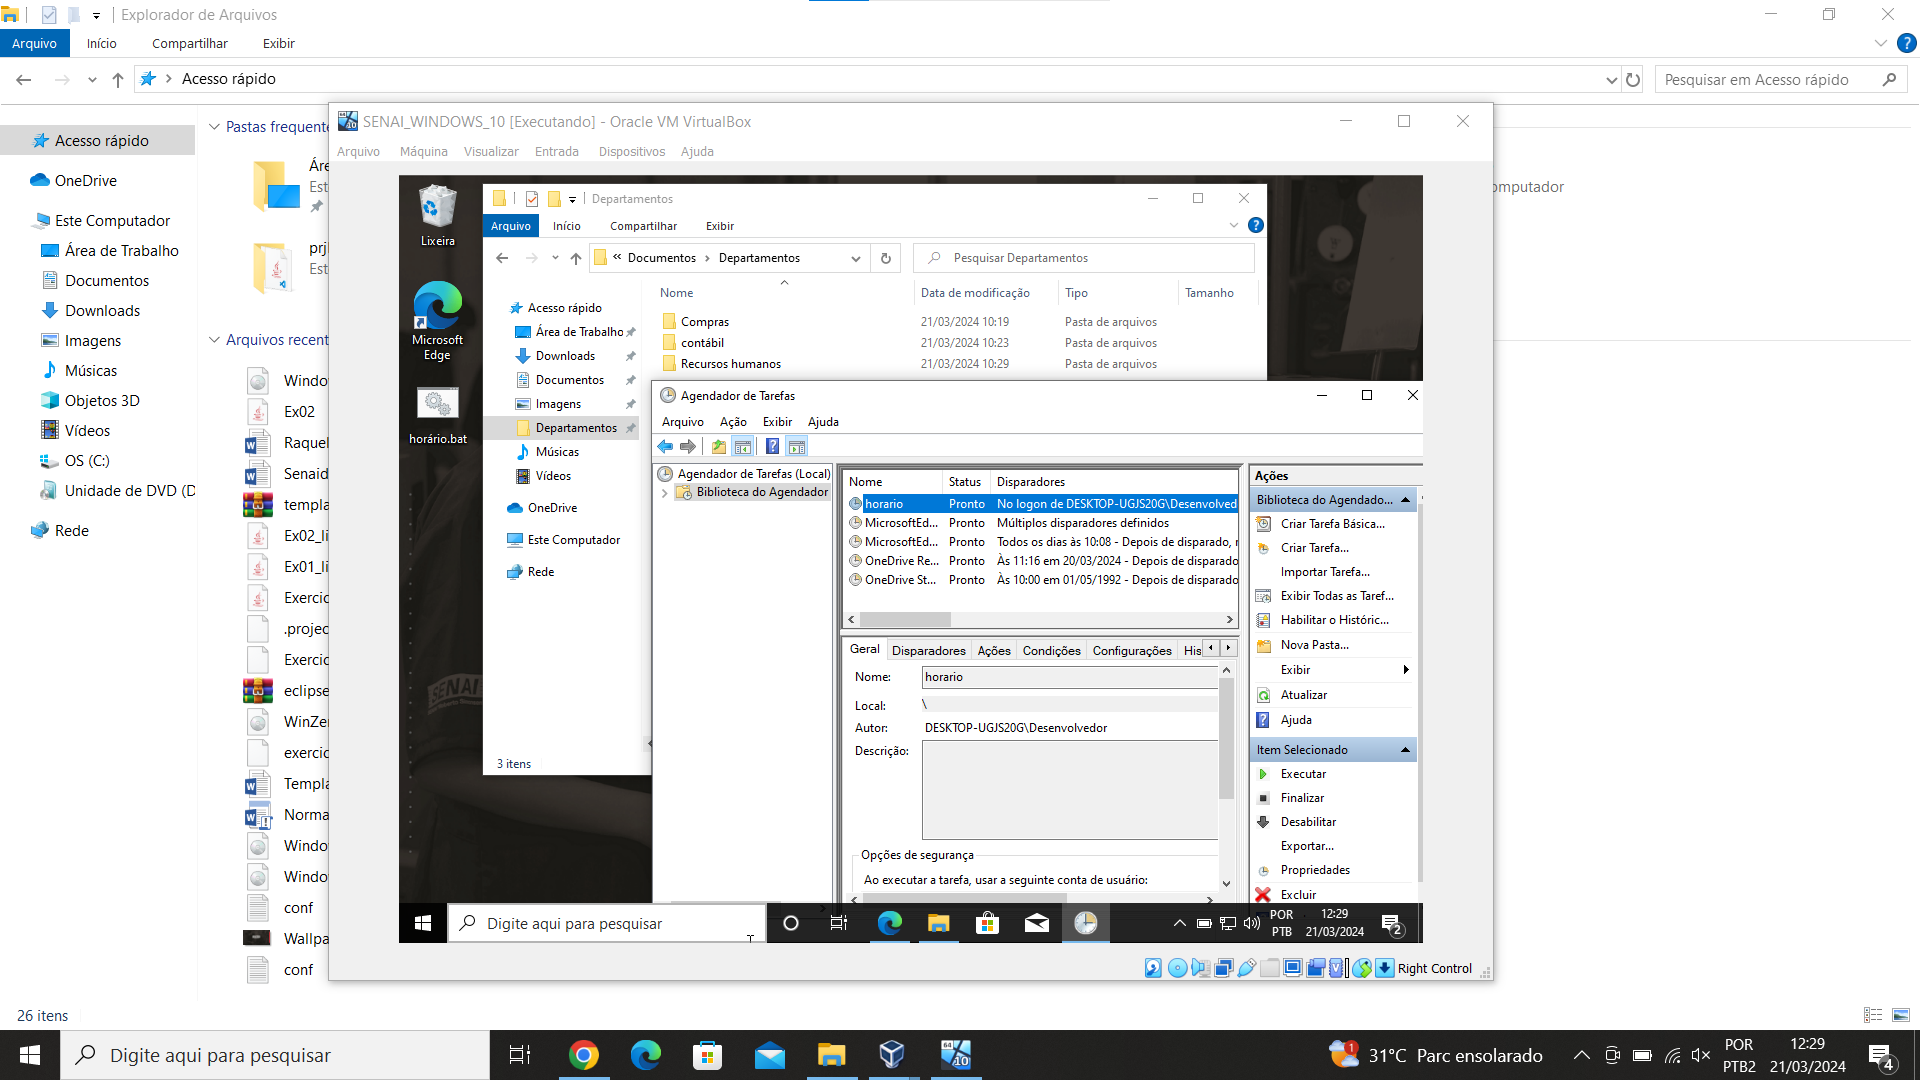 Explorador de Arquivos
Arquivo
Início
Compartilhar
Exibir
Acesso rápido
Pesquisar em Acesso rápido
Acesso rápido
OneDrive
Este Computador
Área de Trabalho
Documentos
Downloads
Imagens
Músicas
Objetos 3D
Vídeos
OS (C:)
Unidade de DVD (D
Rede
Pastas frequente
Áre
Est
prj
Est
omputador
Arquivos recent
Windo
Ex02
Raquel
Senaid
templa
Ex02_li
Ex01_li
Exercic
.projec
Exercic
eclipse
WinZe
exercic
Templa
Norma
Windo
Windo
conf
Wallpa
conf
26 itens
SENAI_WINDOWS_10 [Executando] - Oracle VM VirtualBox
Arquivo
Máquina
Visualizar
Entrada
Dispositivos
Ajuda
Lixeira
Microsoft
Edge
horário.bat
SENAI
Departamentos
Arquivo
Início
Compartilhar
Exibir
« Documentos > Departamentos
Pesquisar Departamentos
Acesso rápido
Área de Trabalho
Downloads
Documentos
Imagens
Departamentos
Músicas
Vídeos
OneDrive
Este Computador
Rede
Nome
Data de modificação
Tipo
Tamanho
Compras 21/03/2024 10:19 Pasta de arquivos
contábil 21/03/2024 10:23 Pasta de arquivos
Recursos humanos 21/03/2024 10:29 Pasta de arquivos
3 itens
Agendador de Tarefas
Arquivo
Ação
Exibir
Ajuda
Agendador de Tarefas (Local)
Biblioteca do Agendador
Nome Status Disparadores
horario Pronto No logon de DESKTOP-UGJS20G\Desenvolved
MicrosoftEd... Pronto Múltiplos disparadores definidos
MicrosoftEd... Pronto Todos os dias às 10:08 - Depois de disparado, r
OneDrive Re... Pronto Às 11:16 em 20/03/2024 - Depois de disparado
OneDrive St... Pronto Às 10:00 em 01/05/1992 - Depois de disparado
Geral
Disparadores
Ações
Condições
Configurações
His
Nome: horario
Local: \
Autor: DESKTOP-UGJS20G\Desenvolvedor
Descrição:
Opções de segurança
Ao executar a tarefa, usar a seguinte conta de usuário:
Ações
Biblioteca do Agendado...
Criar Tarefa Básica...
Criar Tarefa...
Importar Tarefa...
Exibir Todas as Taref...
Habilitar o Históric...
Nova Pasta...
Exibir
Atualizar
Ajuda
Item Selecionado
Executar
Finalizar
Desabilitar
Exportar...
Propriedades
Excluir
Digite aqui para pesquisar
POR
PTB
12:29
21/03/2024
2
Right Control
Digite aqui para pesquisar
64
10
1
31°C Parc ensolarado
POR
PTB2
12:29
21/03/2024
4